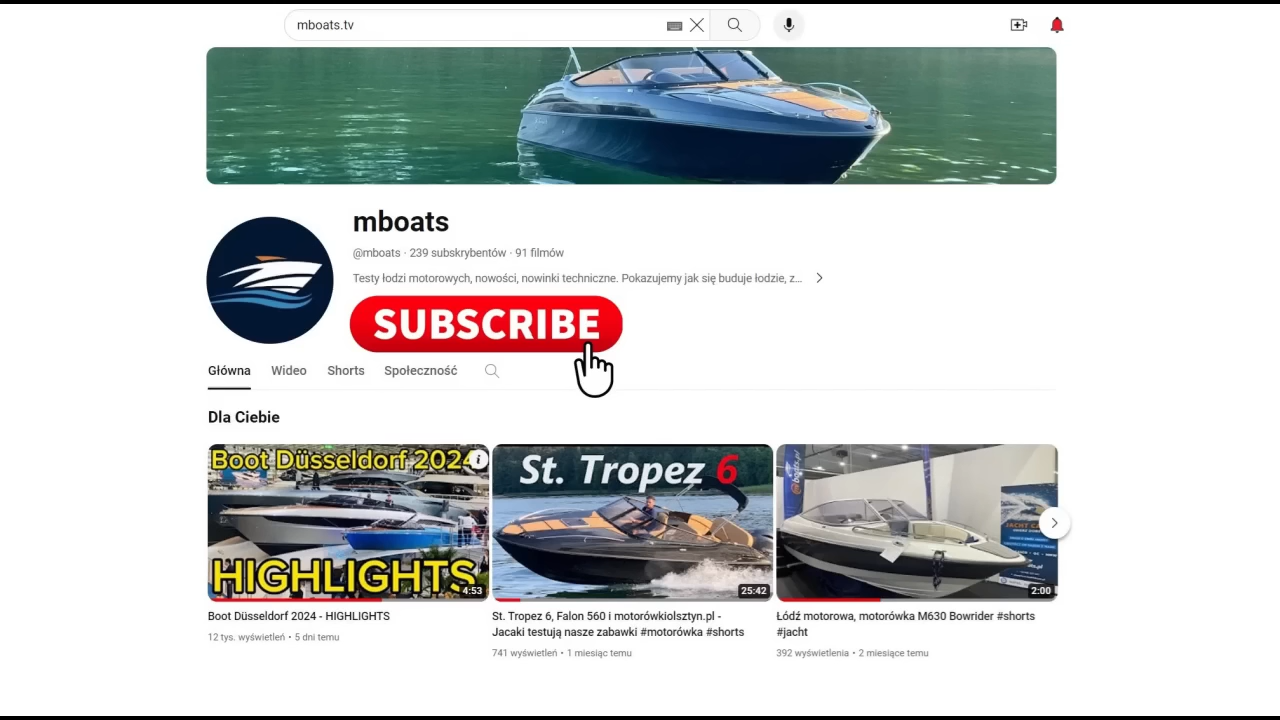 mboats.tv
mboats
@mboats · 239 subskrybentów · 91 filmów
Testy łodzi motorowych, nowości, nowinki techniczne. Pokazujemy jak się buduje łodzie, z...
SUBSCRIBE
Główna Wideo Shorts Społeczność
Dla Ciebie
Boot Düsseldorf 2024
HIGHLIGHTS
4:53
St. Tropez 6
25:42
boats.pl
JACHT
2:00
Boot Düsseldorf 2024 - HIGHLIGHTS
12 tys. wyświetleń • 5 dni temu
St. Tropez 6, Falon 560 i motorówkiolsztyn.pl -
Jacaki testują nasze zabawki #motorówka #shorts
741 wyświetleń • 1 miesiąc temu
Łódź motorowa, motorówka M630 Bowrider #shorts
#jacht
392 wyświetlenia • 2 miesiące temu